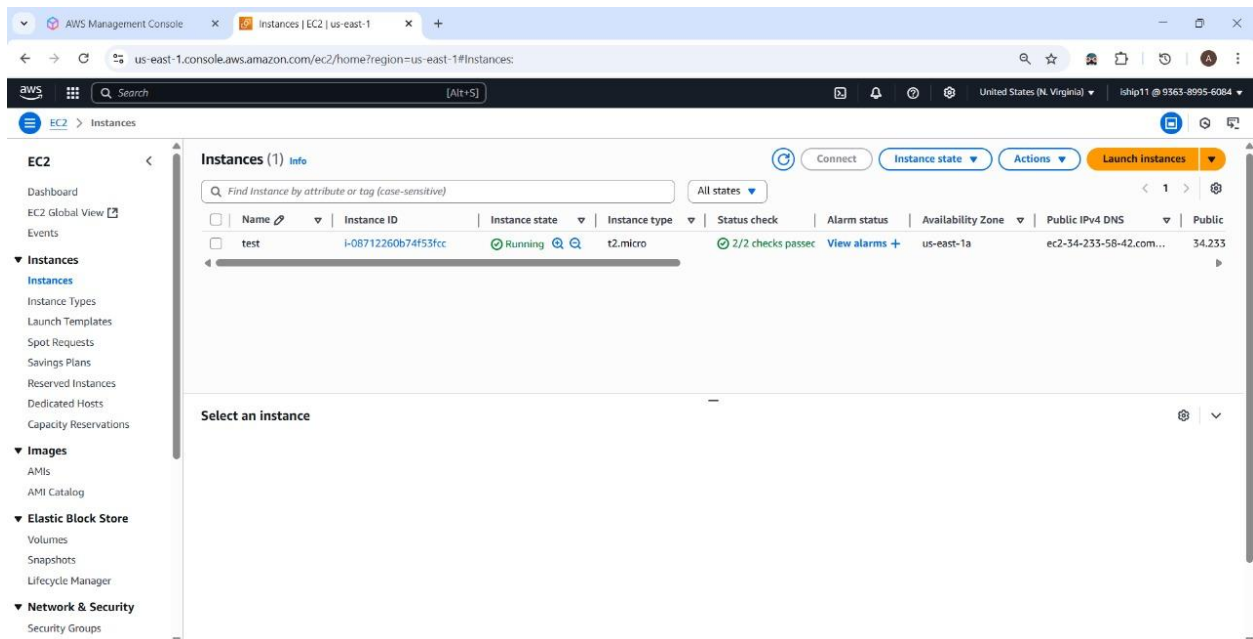 AWS Management Console
Instances | EC2 | us-east-1
us-east-1.console.aws.amazon.com/ec2/home?region=us-east-1#Instances:
A
aws Search [Alt+S] United States (N. Virginia) iship11 @ 9363-8995-6084
EC2 > Instances
EC2
Dashboard
EC2 Global View
Events
Instances
Instances
Instance Types
Launch Templates
Spot Requests
Savings Plans
Reserved Instances
Dedicated Hosts
Capacity Reservations
Images
AMIs
AMI Catalog
Elastic Block Store
Volumes
Snapshots
Lifecycle Manager
Network & Security
Security Groups
Instances (1) Info Connect Instance state Actions Launch instances
Find Instance by attribute or tag (case-sensitive) All states 1
Name Instance ID Instance state Instance type Status check Alarm status Availability Zone Public IPv4 DNS Public
test i-08712260b74f53fcc Running t2.micro 2/2 checks passec View alarms + us-east-1a ec2-34-233-58-42.com... 34.233
Select an instance